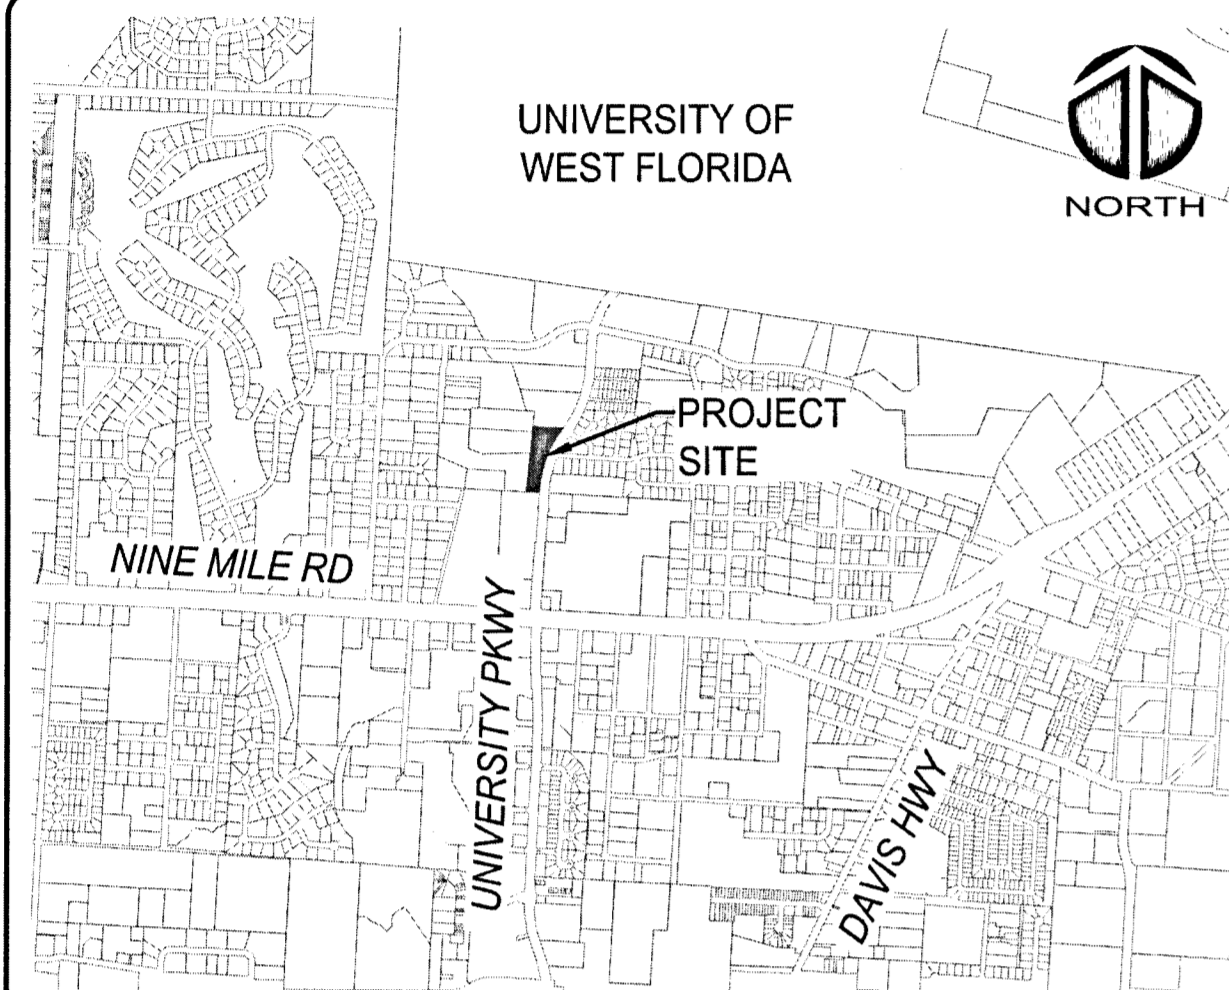 UNIVERSITY OF
WEST FLORIDA
NORTH
PROJECT
SITE
NINE MILE RD
UNIVERSITY PKWY
DAVIS HWY